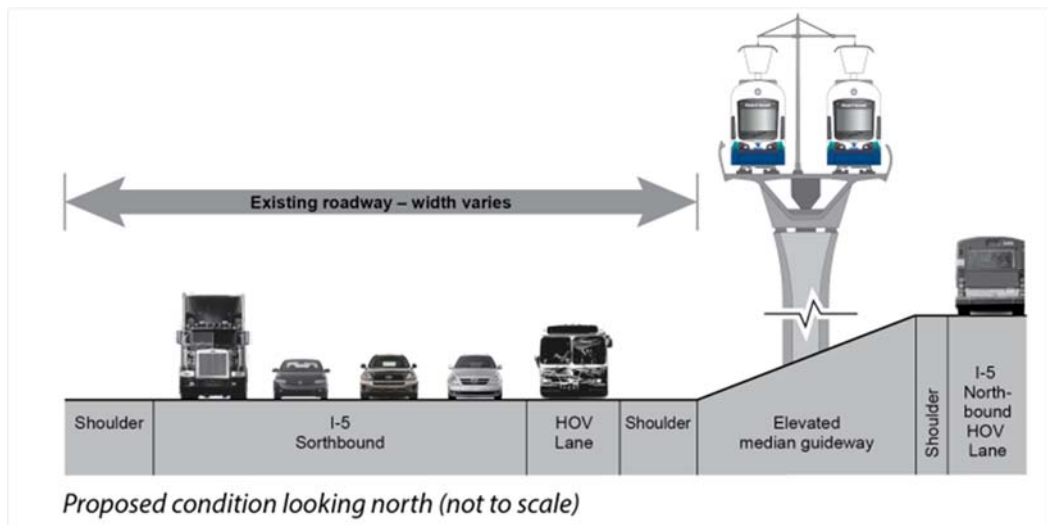 Existing roadway – width varies
Shoulder
I-5
Sorthbound
HOV
Lane
Shoulder
Elevated
median guideway
Shoulder
I-5
North-
bound
HOV
Lane
Proposed condition looking north (not to scale)